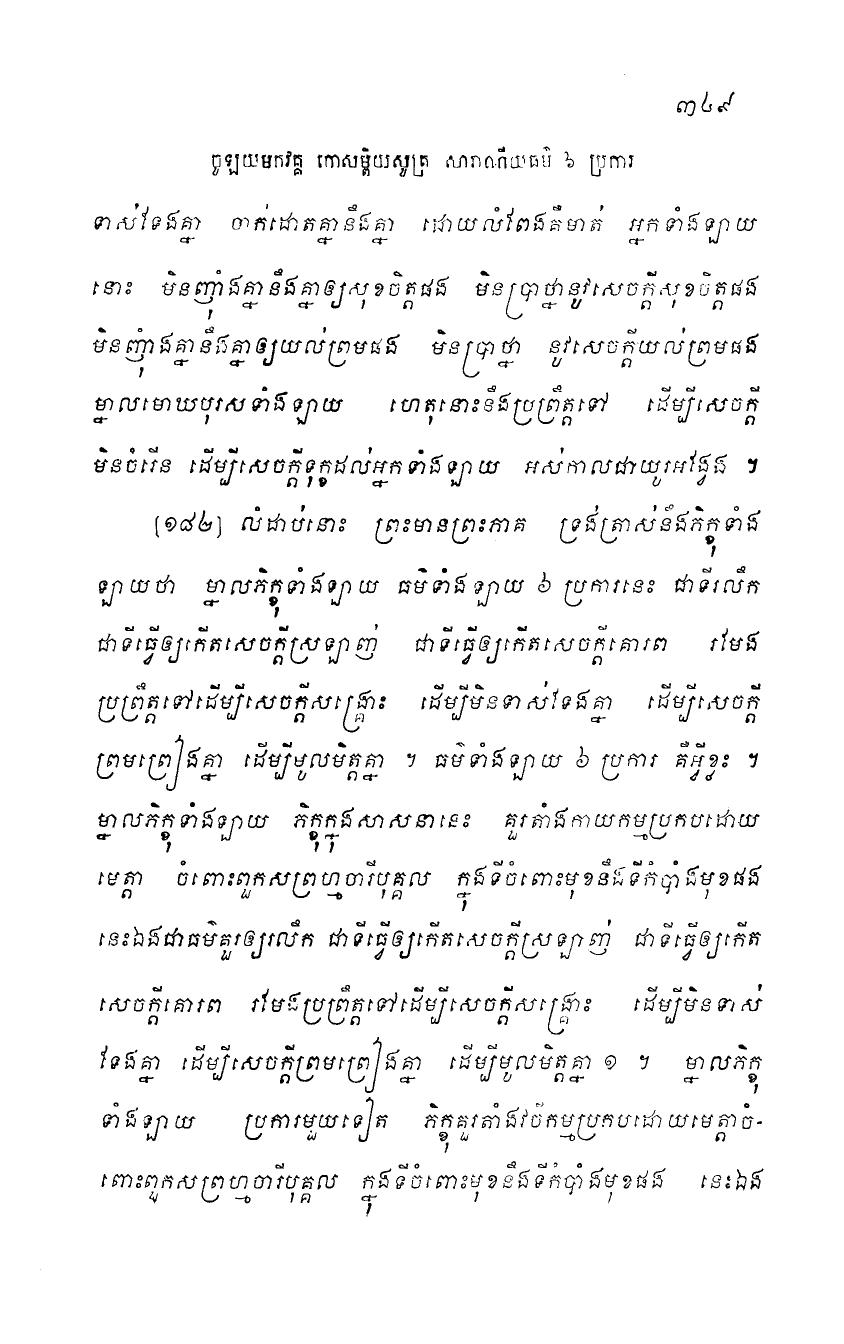 ៣៤៩
ចូឡយមកវគ្គ កោសម្ពិយសូត្រ សារាណីយធម៌ ៦ ប្រការ
ទាស់ទែងគ្នា ចាក់ដោតគ្នានឹងគ្នា ដោយលំពែងគឺមាត់ អ្នកទាំងឡាយ
នោះ មិនញុំាងគ្នានឹងគ្នាឲ្យសុខចិត្តផង មិនប្រាថ្នានូវសេចក្តីសុខចិត្តផង
មិនញុំាងគ្នានឹងគ្នាឲ្យយល់ព្រមផង មិនប្រាថ្នា នូវសេចក្តីយល់ព្រមផង
ម្នាលមោឃបុរសទាំងឡាយ ហេតុនោះនឹងប្រព្រឹត្តទៅ ដើម្បីសេចក្តី
មិនចំរើន ដើម្បីសេចក្តីទុក្ខដល់អ្នកទាំងឡាយ អស់កាលជាយូរអង្វែង ។
[១៨៤] លំដាប់នោះ ព្រះមានព្រះភាគ ទ្រង់ត្រាស់នឹងភិក្ខុទាំង
ឡាយថា ម្នាលភិក្ខុទាំងឡាយ ធម៌ទាំងឡាយ ៦ ប្រការនេះ ជាទីរលឹក
ជាទីធ្វើឲ្យកើតសេចក្តីស្រឡាញ់ ជាទីធ្វើឲ្យកើតសេចក្តីគោរព រមែង
ប្រព្រឹត្តទៅដើម្បីសេចក្តីសង្គ្រោះ ដើម្បីមិនទាស់ទែងគ្នា ដើម្បីសេចក្តី
ព្រមព្រៀងគ្នា ដើម្បីមូលមិត្តគ្នា ។ ធម៌ទាំងឡាយ ៦ ប្រការ គឺអ្វីខ្លះ ។
ម្នាលភិក្ខុទាំងឡាយ ភិក្ខុក្នុងសាសនានេះ គួរតាំងកាយកម្មប្រកបដោយ
មេត្តា ចំពោះពួកសព្រហ្មចារីបុគ្គល ក្នុងទីចំពោះមុខនឹងទីកំបាំងមុខផង
នេះឯងជាធម៌គួរឲ្យរលឹក ជាទីធ្វើឲ្យកើតសេចក្តីស្រឡាញ់ ជាទីធ្វើឲ្យកើត
សេចក្តីគោរព រមែងប្រព្រឹត្តទៅដើម្បីសេចក្តីសង្គ្រោះ ដើម្បីមិនទាស់
ទែងគ្នា ដើម្បីសេចក្តីព្រមព្រៀងគ្នា ដើម្បីមូលមិត្តគ្នា ១ ។ ម្នាលភិក្ខុ
ទាំងឡាយ ប្រការមួយទៀត ភិក្ខុគួរតាំងវចីកម្មប្រកបដោយមេត្តាចំ-
ពោះពួកសព្រហ្មចារីបុគ្គល ក្នុងទីចំពោះមុខនឹងទីកំបាំងមុខផង នេះឯង